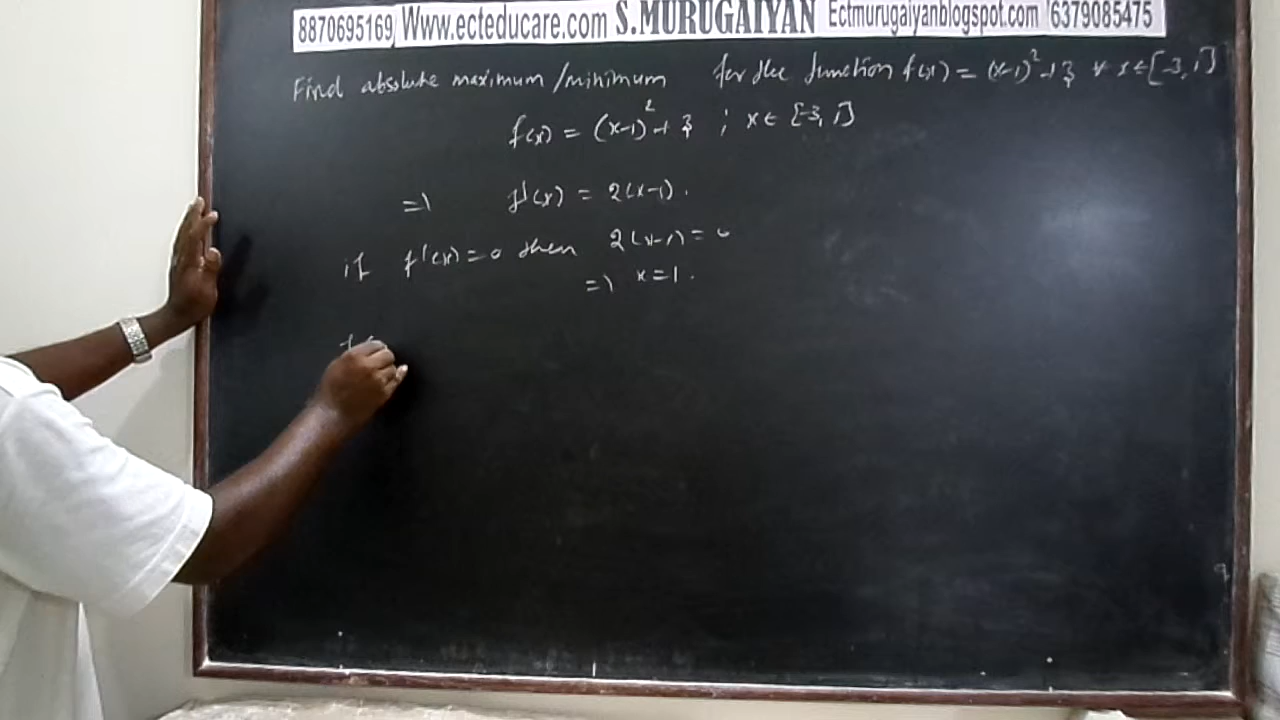 8870695169 Www.ecteducare.com S.MURUGAIYAN Ectmurugaiyanblogspot.com 6379085475
Find absolute maximum/minimum for the function f(x) = (x-1)²+3 ∀ x∈[-3,1]
f(x) = (x-1)²+3 ; x∈[-3,1]
⇒ f'(x) = 2(x-1).
if f'(x)=0 then 2(x-1)=0
⇒ x=1.